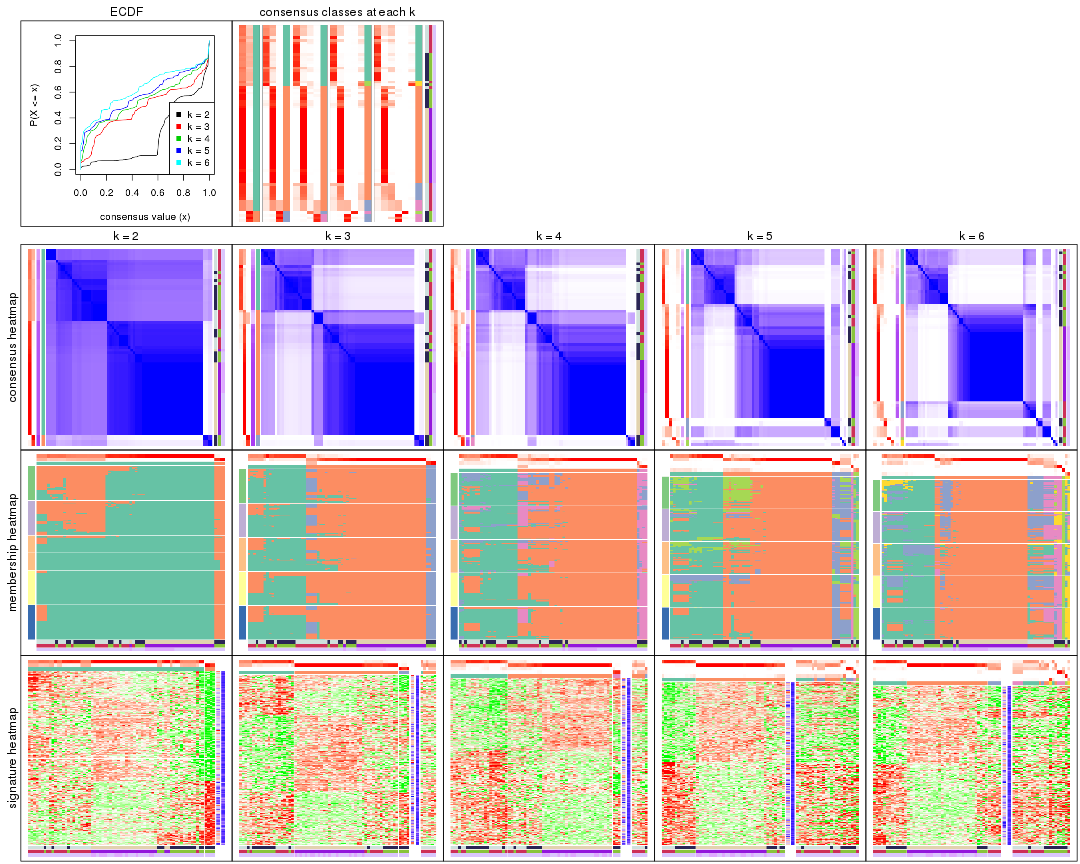 ECDF
consensus classes at each k
P(X <= x)
0.0
0.2
0.4
0.6
0.8
1.0
k = 2
k = 3
k = 4
k = 5
k = 6
0.0 0.2 0.4 0.6 0.8 1.0
consensus value (x)
k = 2
k = 3
k = 4
k = 5
k = 6
consensus heatmap
membership heatmap
signature heatmap